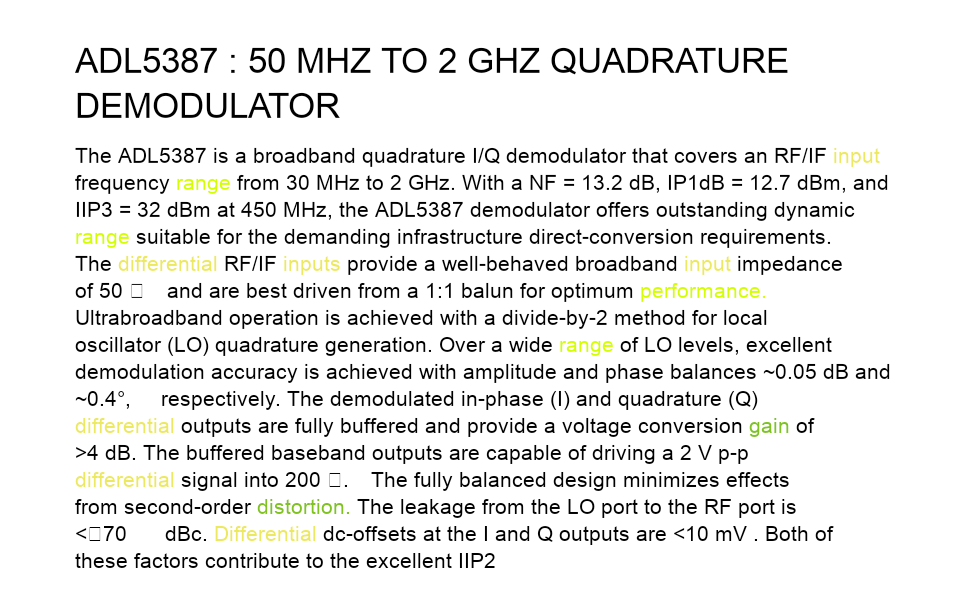 ADL5387 : 50 MHZ TO 2 GHZ QUADRATURE
DEMODULATOR
The ADL5387 is a broadband quadrature I/Q demodulator that covers an RF/IF input
frequency range from 30 MHz to 2 GHz. With a NF = 13.2 dB, IP1dB = 12.7 dBm, and
IIP3 = 32 dBm at 450 MHz, the ADL5387 demodulator offers outstanding dynamic
range suitable for the demanding infrastructure direct-conversion requirements.
The differential RF/IF inputs provide a well-behaved broadband input impedance
of 50 □ and are best driven from a 1:1 balun for optimum performance.
Ultrabroadband operation is achieved with a divide-by-2 method for local
oscillator (LO) quadrature generation. Over a wide range of LO levels, excellent
demodulation accuracy is achieved with amplitude and phase balances ~0.05 dB and
~0.4°, respectively. The demodulated in-phase (I) and quadrature (Q)
differential outputs are fully buffered and provide a voltage conversion gain of
>4 dB. The buffered baseband outputs are capable of driving a 2 V p-p
differential signal into 200 □. The fully balanced design minimizes effects
from second-order distortion. The leakage from the LO port to the RF port is
<□70 dBc. Differential dc-offsets at the I and Q outputs are <10 mV . Both of
these factors contribute to the excellent IIP2